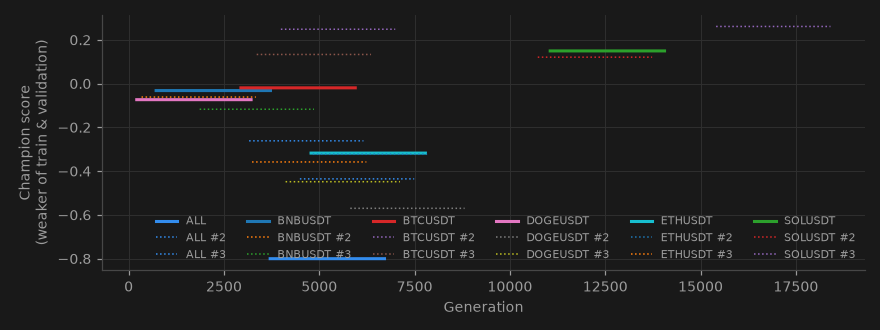 Champion score
(weaker of train & validation)
0.2
0.0
−0.2
−0.4
−0.6
−0.8
ALL BNBUSDT BTCUSDT DOGEUSDT ETHUSDT SOLUSDT
ALL #2 BNBUSDT #2 BTCUSDT #2 DOGEUSDT #2 ETHUSDT #2 SOLUSDT #2
ALL #3 BNBUSDT #3 BTCUSDT #3 DOGEUSDT #3 ETHUSDT #3 SOLUSDT #3
0 2500 5000 7500 10000 12500 15000 17500
Generation